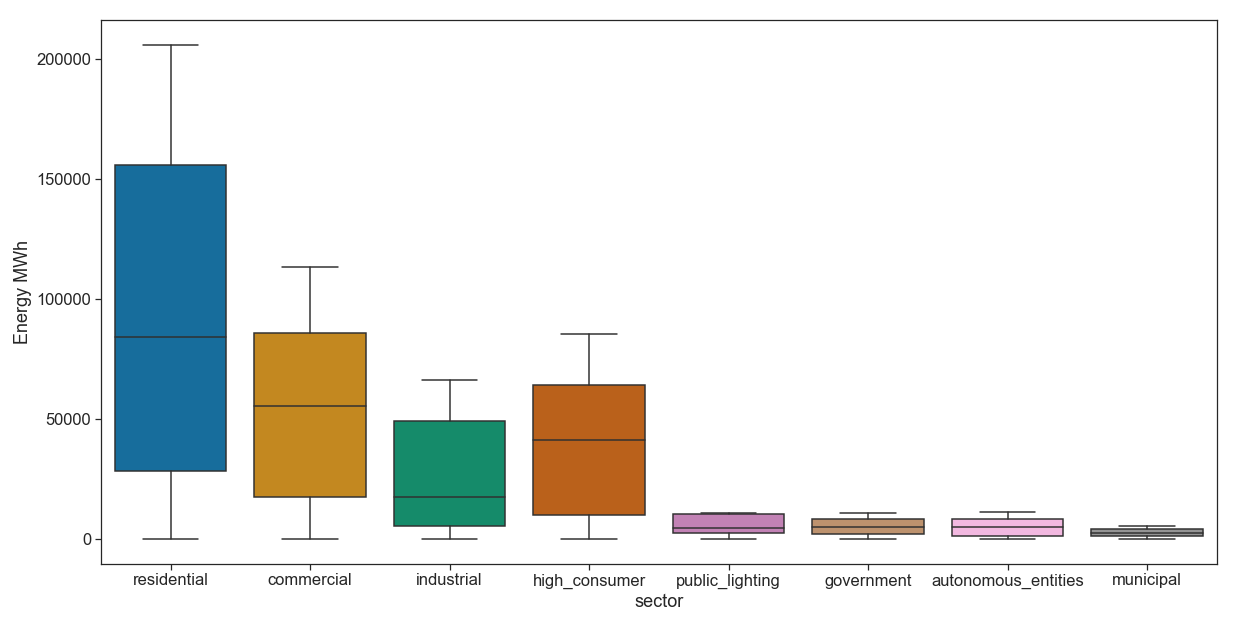 200000
150000
100000
50000
0
Energy MWh
residential commercial industrial high_consumer public_lighting government autonomous_entities municipal
sector